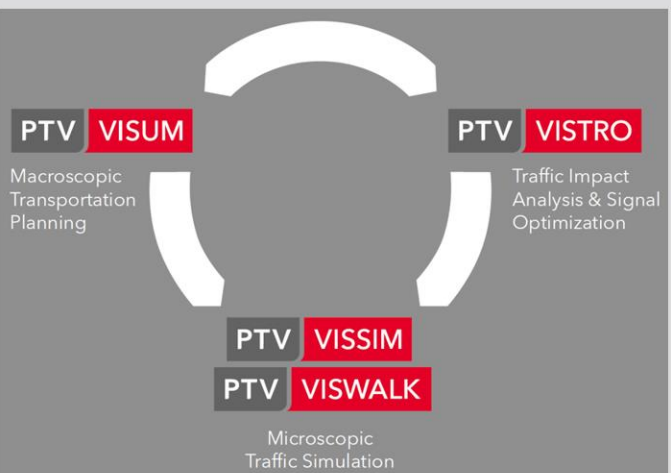 PTV VISUM
Macroscopic
Transportation
Planning
PTV VISTRO
Traffic Impact
Analysis & Signal
Optimization
PTV VISSIM
PTV VISWALK
Microscopic
Traffic Simulation